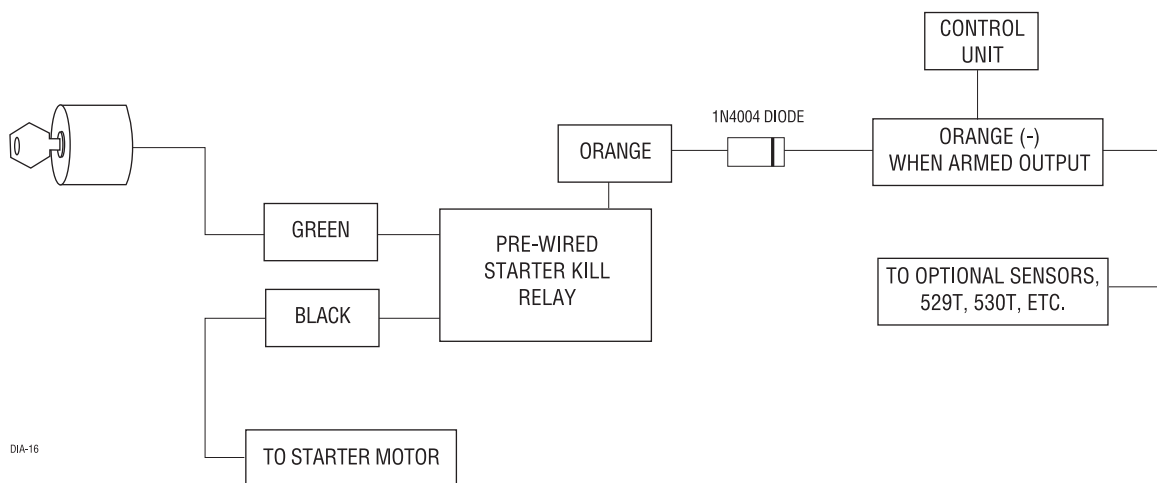 CONTROL
UNIT
1N4004 DIODE
ORANGE
ORANGE (-)
WHEN ARMED OUTPUT
GREEN
PRE-WIRED
STARTER KILL
RELAY
TO OPTIONAL SENSORS,
529T, 530T, ETC.
BLACK
DIA-16
TO STARTER MOTOR